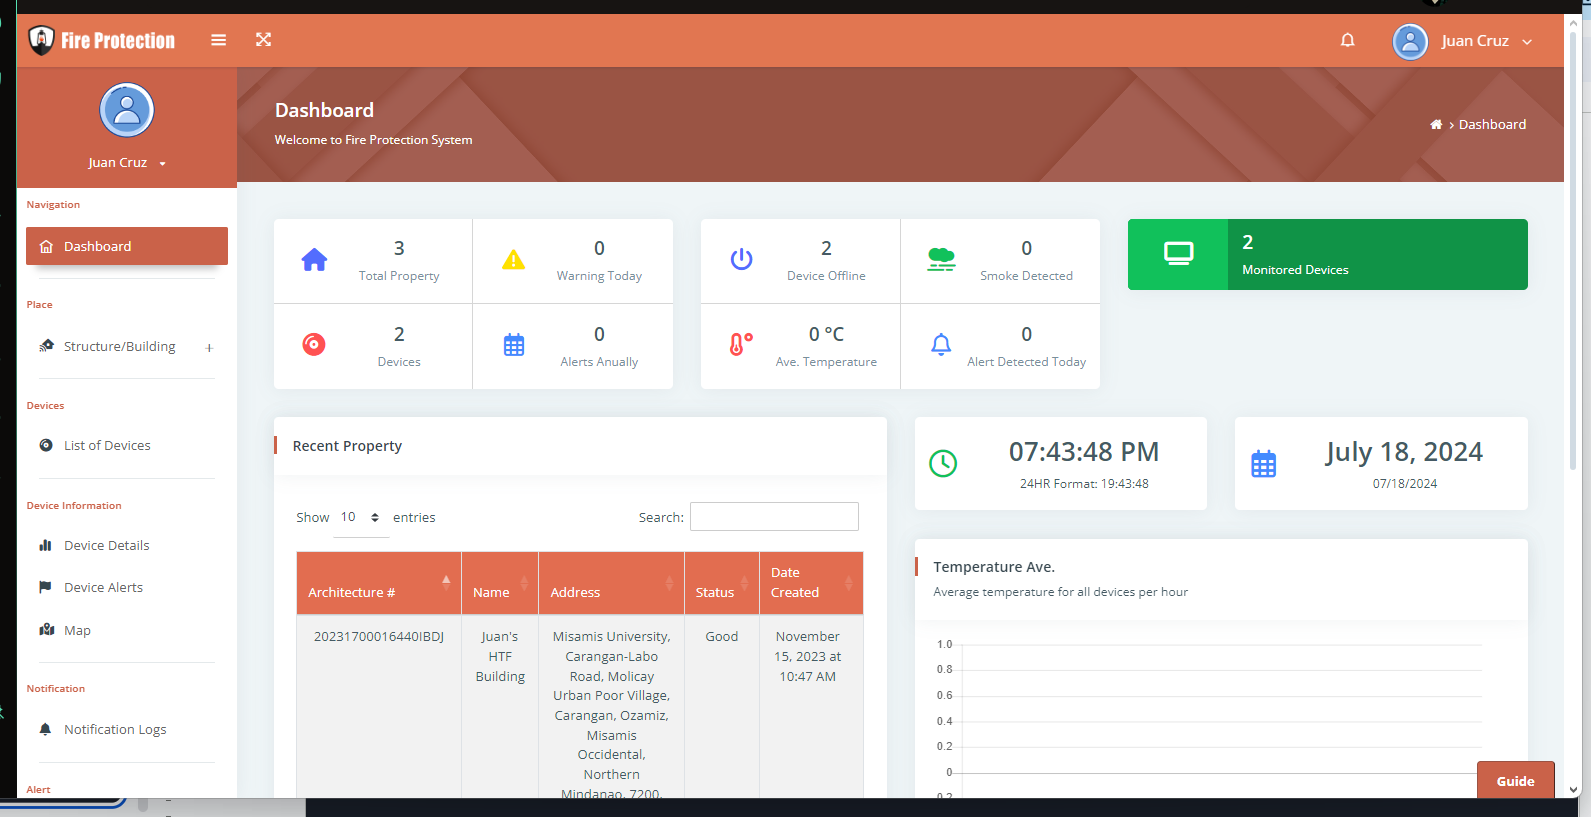 Fire Protection
Juan Cruz
Juan Cruz
Navigation
Dashboard
Place
Structure/Building +
Devices
List of Devices
Device Information
Device Details
Device Alerts
Map
Notification
Notification Logs
Alert
Dashboard
Welcome to Fire Protection System
> Dashboard
3
Total Property
0
Warning Today
2
Devices
0
Alerts Anually
2
Device Offline
0
Smoke Detected
0 °C
Ave. Temperature
0
Alert Detected Today
2
Monitored Devices
Recent Property
Show 10 entries
Search:
Architecture # Name Address Status Date Created
20231700016440IBDJ
Juan's
HTF
Building
Misamis University,
Carangan-Labo
Road, Molicay
Urban Poor Village,
Carangan, Ozamiz,
Misamis
Occidental,
Northern
Mindanao, 7200,
Good
November
15, 2023 at
10:47 AM
07:43:48 PM
24HR Format: 19:43:48
July 18, 2024
07/18/2024
Temperature Ave.
Average temperature for all devices per hour
1.0
0.8
0.6
0.4
0.2
0
Guide